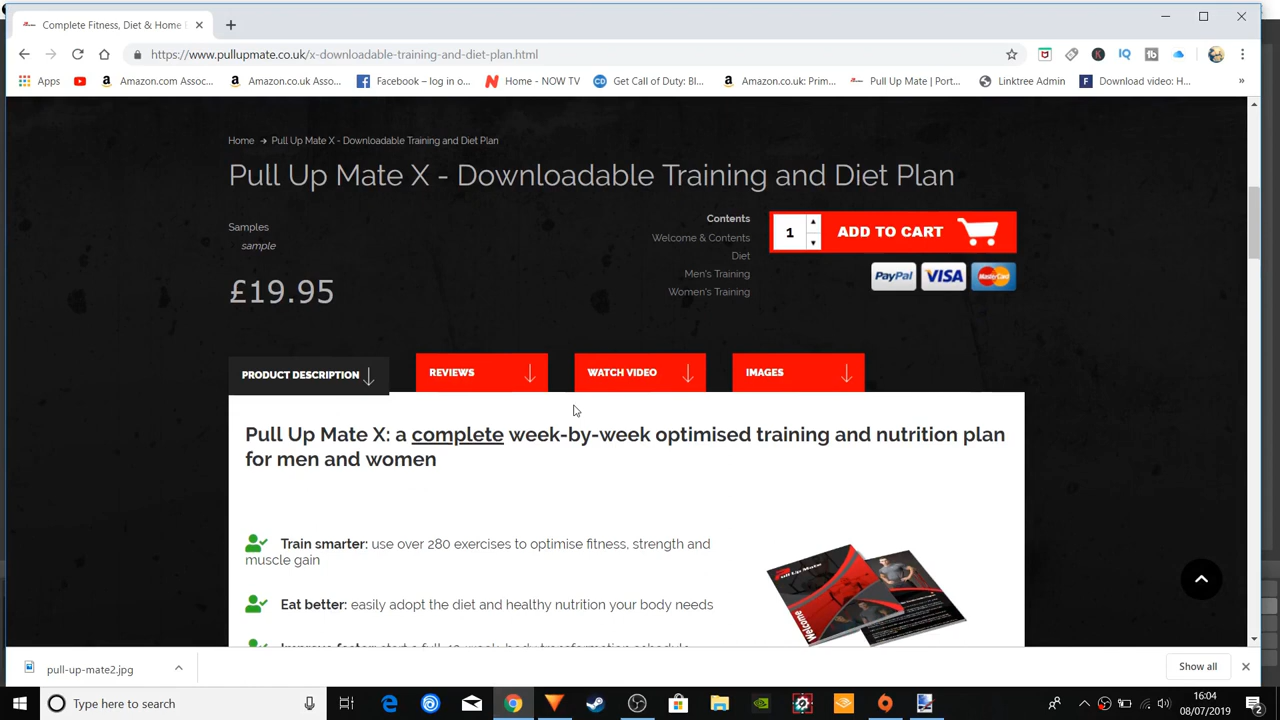 Complete Fitness, Diet & Home
https://www.pullupmate.co.uk/x-downloadable-training-and-diet-plan.html
Apps
Amazon.com Assoc...
Amazon.co.uk Asso...
Facebook – log in o...
Home - NOW TV
Get Call of Duty: Bl...
Amazon.co.uk: Prim...
Pull Up Mate | Port...
Linktree Admin
Download video: H...
»
Home → Pull Up Mate X - Downloadable Training and Diet Plan
Pull Up Mate X - Downloadable Training and Diet Plan
Samples
sample
£19.95
Contents
Welcome & Contents
Diet
Men's Training
Women's Training
1
ADD TO CART
PayPal
VISA
MasterCard
PRODUCT DESCRIPTION
REVIEWS
WATCH VIDEO
IMAGES
Pull Up Mate X: a complete week-by-week optimised training and nutrition plan
for men and women
Train smarter: use over 280 exercises to optimise fitness, strength and
muscle gain
Eat better: easily adopt the diet and healthy nutrition your body needs
Pull Up Mate
Welcome
pull-up-mate2.jpg
Show all
Type here to search
16:04
08/07/2019
2